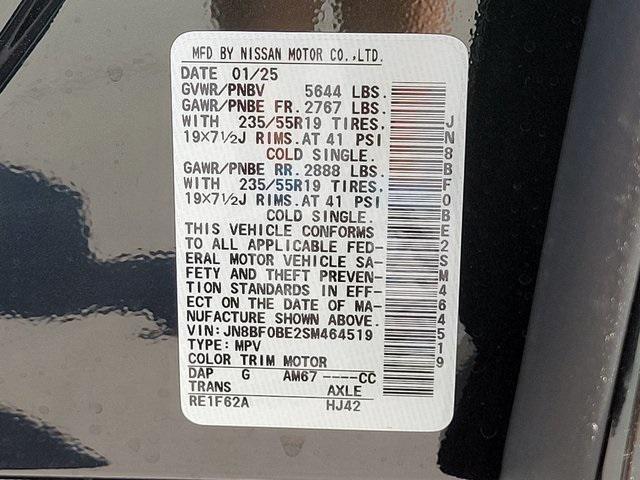 MFD BY NISSAN MOTOR CO.,LTD.
DATE 01/25
GVWR/PNBV 5644 LBS.
GAWR/PNBE FR.2767 LBS.
WITH 235/55R19 TIRES,
19×7½J RIMS.AT 41 PSI
COLD SINGLE.
GAWR/PNBE RR.2888 LBS.
WITH 235/55R19 TIRES,
19×7½J RIMS.AT 41 PSI
COLD SINGLE.
THIS VEHICLE CONFORMS
TO ALL APPLICABLE FED-
ERAL MOTOR VEHICLE SA-
FETY AND THEFT PREVEN-
TION STANDARDS IN EFF-
ECT ON THE DATE OF MA-
NUFACTURE SHOWN ABOVE.
VIN:JN8BF0BE2SM464519
TYPE:MPV
COLOR TRIM MOTOR
DAP G AM67 ----CC
TRANS AXLE
RE1F62A HJ42
JN8BF0BE2SM464519